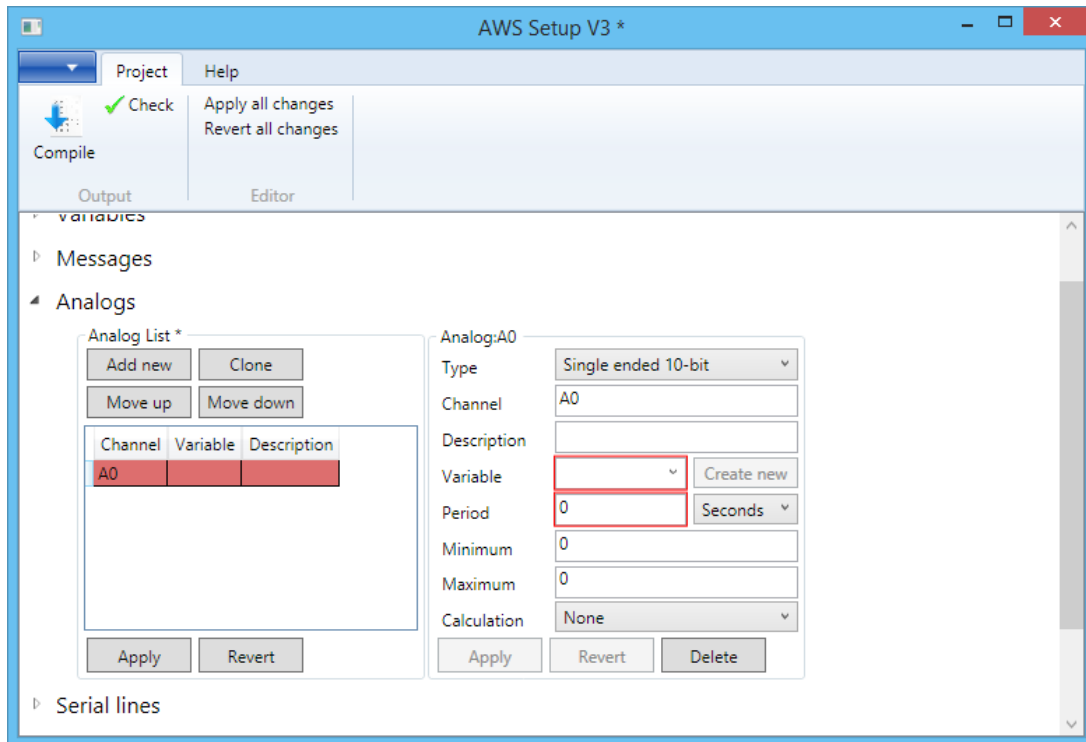 AWS Setup V3 *
Project Help
Compile
Check
Output
Apply all changes
Revert all changes
Editor
Variables
Messages
Analogs
Analog List *
Add new Clone
Move up Move down
Channel Variable Description
A0
Apply Revert
Analog:A0
Type Single ended 10-bit
Channel A0
Description
Variable Create new
Period 0 Seconds
Minimum 0
Maximum 0
Calculation None
Apply Revert Delete
Serial lines